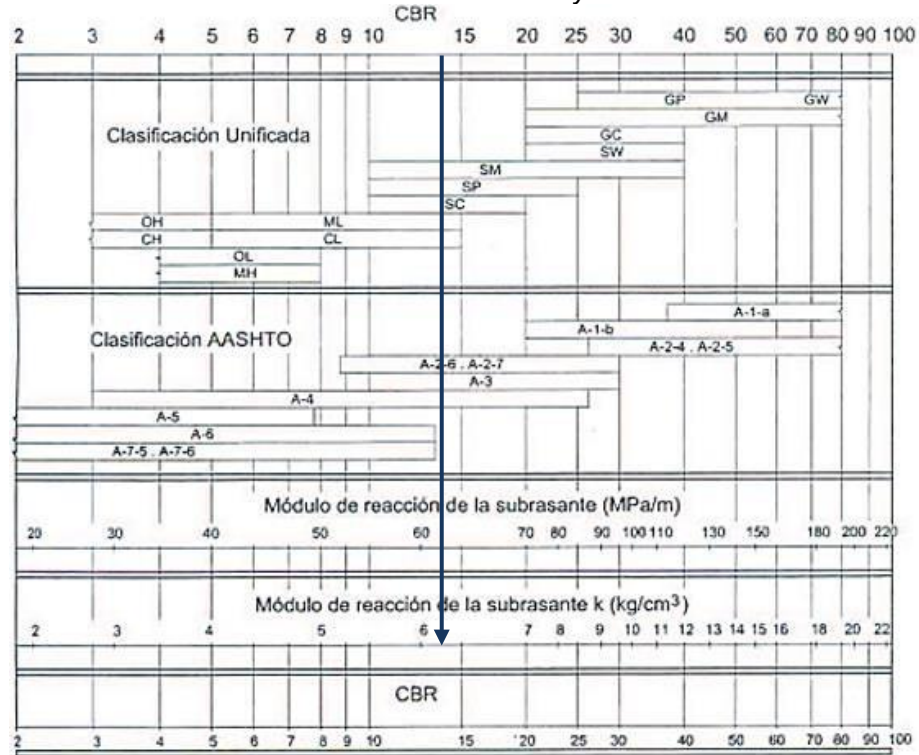 CBR
2 3 4 5 6 7 8 9 10 15 20 25 30 40 50 60 70 80 90 100
GP GW
Clasificación Unificada
GM
GC
SW
SM
SP
SC
OH ML
CH CL
OL
MH
A-1-a
Clasificación AASHTO
A-1-b
A-2-4 . A-2-5
A-2-6 . A-2-7
A-3
A-4
A-5
A-6
A-7-5 . A-7-6
Módulo de reacción de la subrasante (MPa/m)
20 30 40 50 60 70 80 90 100 110 130 150 180 200 220
Módulo de reacción de la subrasante k (kg/cm³)
2 3 4 5 6 7 8 9 10 11 12 13 14 15 16 18 20 22
CBR
2 3 4 5 6 7 8 9 10 15 20 25 30 40 50 60 70 80 90 100